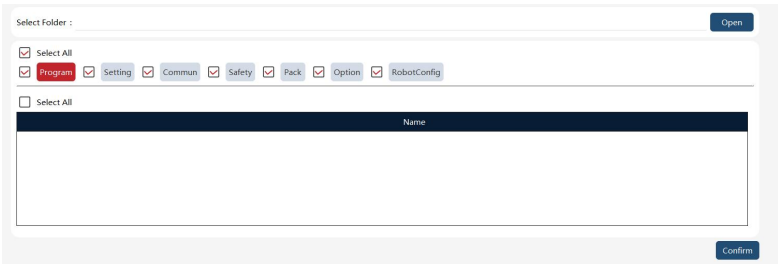 Select Folder :
Open
Select All
Program Setting Commun Safety Pack Option RobotConfig
Select All
Name
Confirm